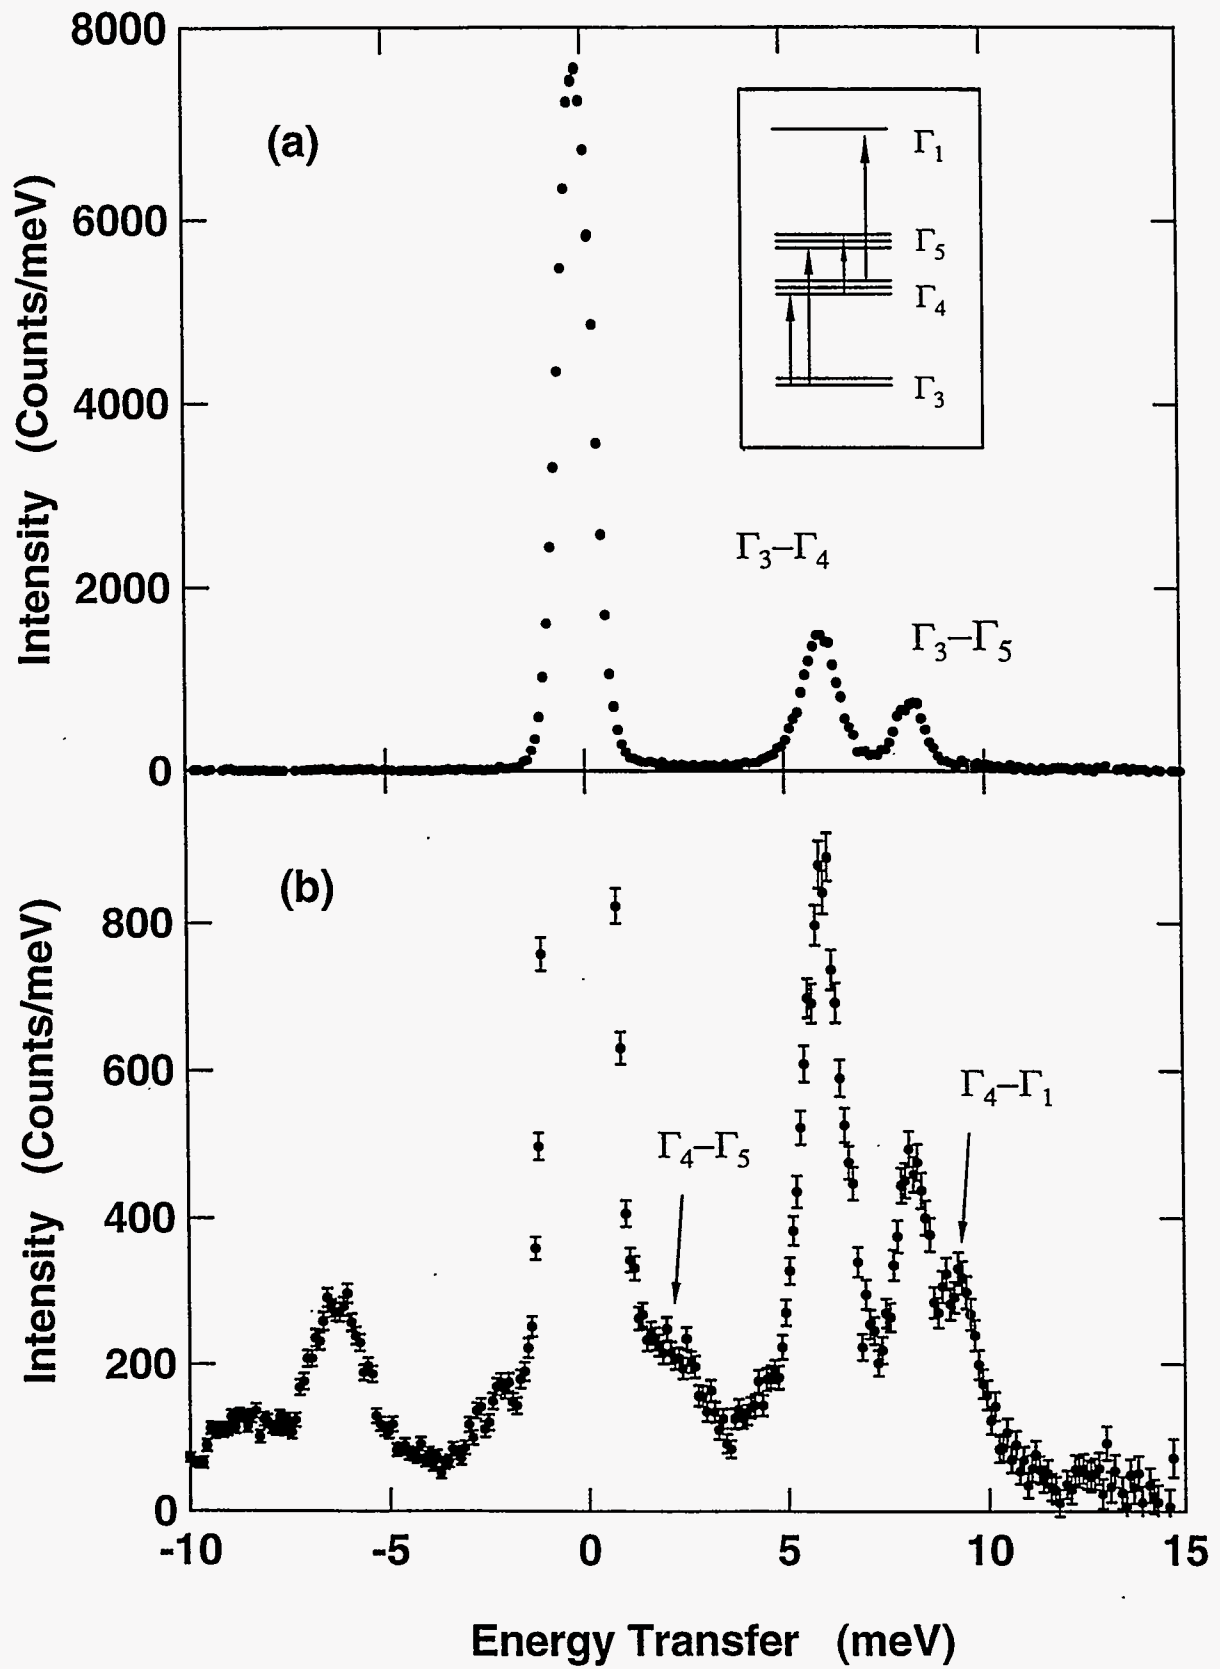 8000
(a)
Γ1
6000
Γ5
Γ4
Γ3
4000
Intensity (Counts/meV)
Γ3–Γ4
2000
Γ3–Γ5
0
(b)
800
600
Γ4–Γ1
Γ4–Γ5
400
Intensity (Counts/meV)
200
0
-10 -5 0 5 10 15
Energy Transfer (meV)